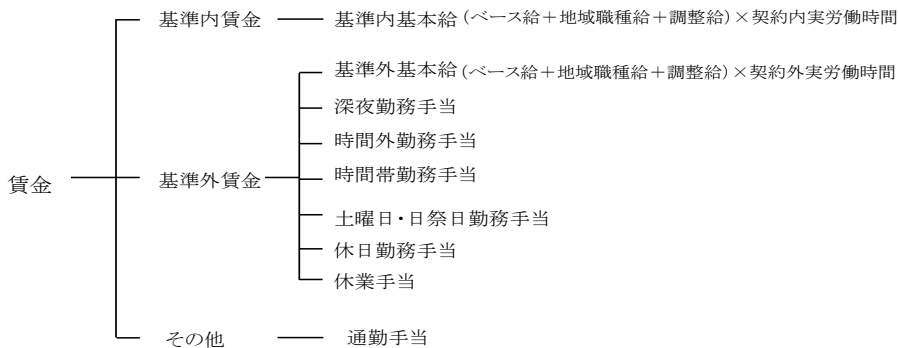 基準内賃金 基準内基本給(ベース給+地域職種給+調整給)×契約内実労働時間
基準外基本給(ベース給+地域職種給+調整給)×契約外実労働時間
深夜勤務手当
時間外勤務手当
賃金 基準外賃金 時間帯勤務手当
土曜日・日祭日勤務手当
休日勤務手当
休業手当
その他 通勤手当